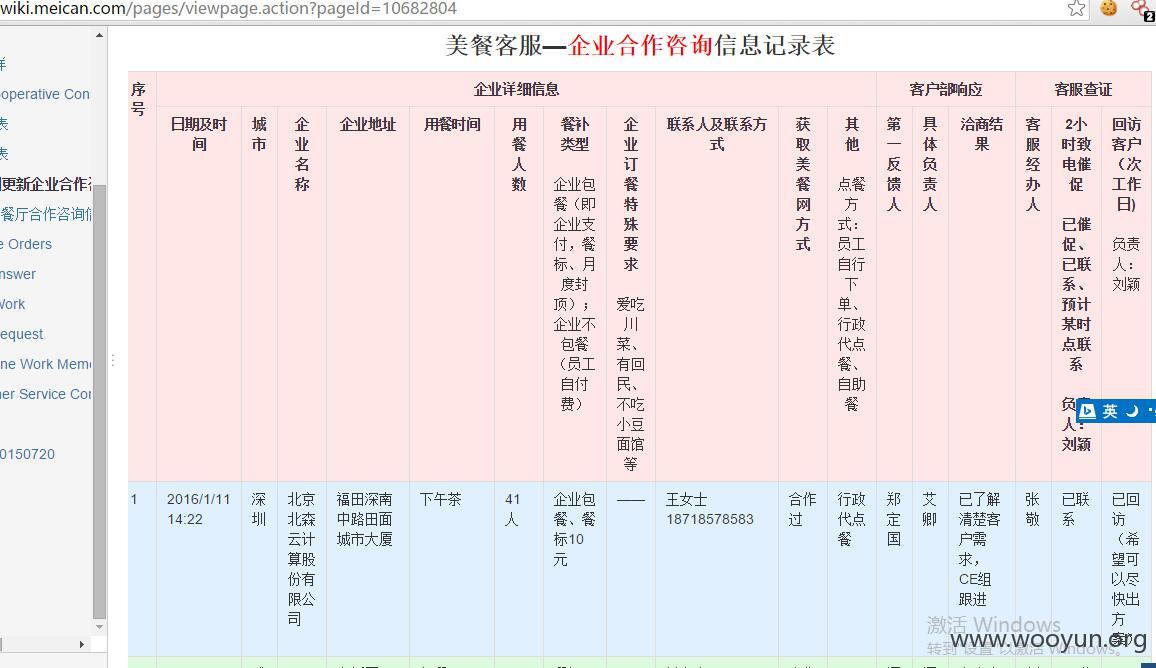 wiki.meican.com/pages/viewpage.action?pageId=10682804
2
美餐客服—企业合作咨询信息记录表
样
ooperative Con
表
表
更新企业合作
餐厅合作咨询信
e Orders
nswer
Work
equest
ne Work Mem
er Service Cor
0150720
序
号
企业详细信息
客户部响应
客服查证
日期及时
间
城
市
企
业
名
称
企业地址
用餐时间
用
餐
人
数
餐补
类型
企业包
餐（即
企业支
付，餐
标、月
度封
顶）；
企业不
包餐
（员工
自付
费）
企
业
订
餐
特
殊
要
求
爱吃
川
菜、
有回
民、
不吃
小豆
面馆
等
联系人及联系方
式
获
取
美
餐
网
方
式
其
他
点餐
方
式：
员工
自行
下
单、
行政
代点
餐、
自助
餐
第
一
反
馈
人
具
体
负
责
人
洽商结
果
客
服
经
办
人
2小
时致
电催
促
已催
促、
已联
系、
预计
某时
点联
系
负责
人：
刘颖
回访
客户
（次
工作
日)
负责
人：
刘颖
英
1
2016/1/11
14:22
深
圳
北京
北森
云计
算股
份有
限公
司
福田深南
中路田面
城市大厦
下午茶
41
人
企业包
餐、餐
标10
元
——
王女士
18718578583
合作
过
行政
代点
餐
郑
定
国
艾
卿
已了解
清楚客
户需
求，
CE组
跟进
张
敬
已联
系
已回
访
（希
望可
以尽
快出
方
案）
激活 Windows
转到"设置"以激活 Windows。
www.wooyun.org